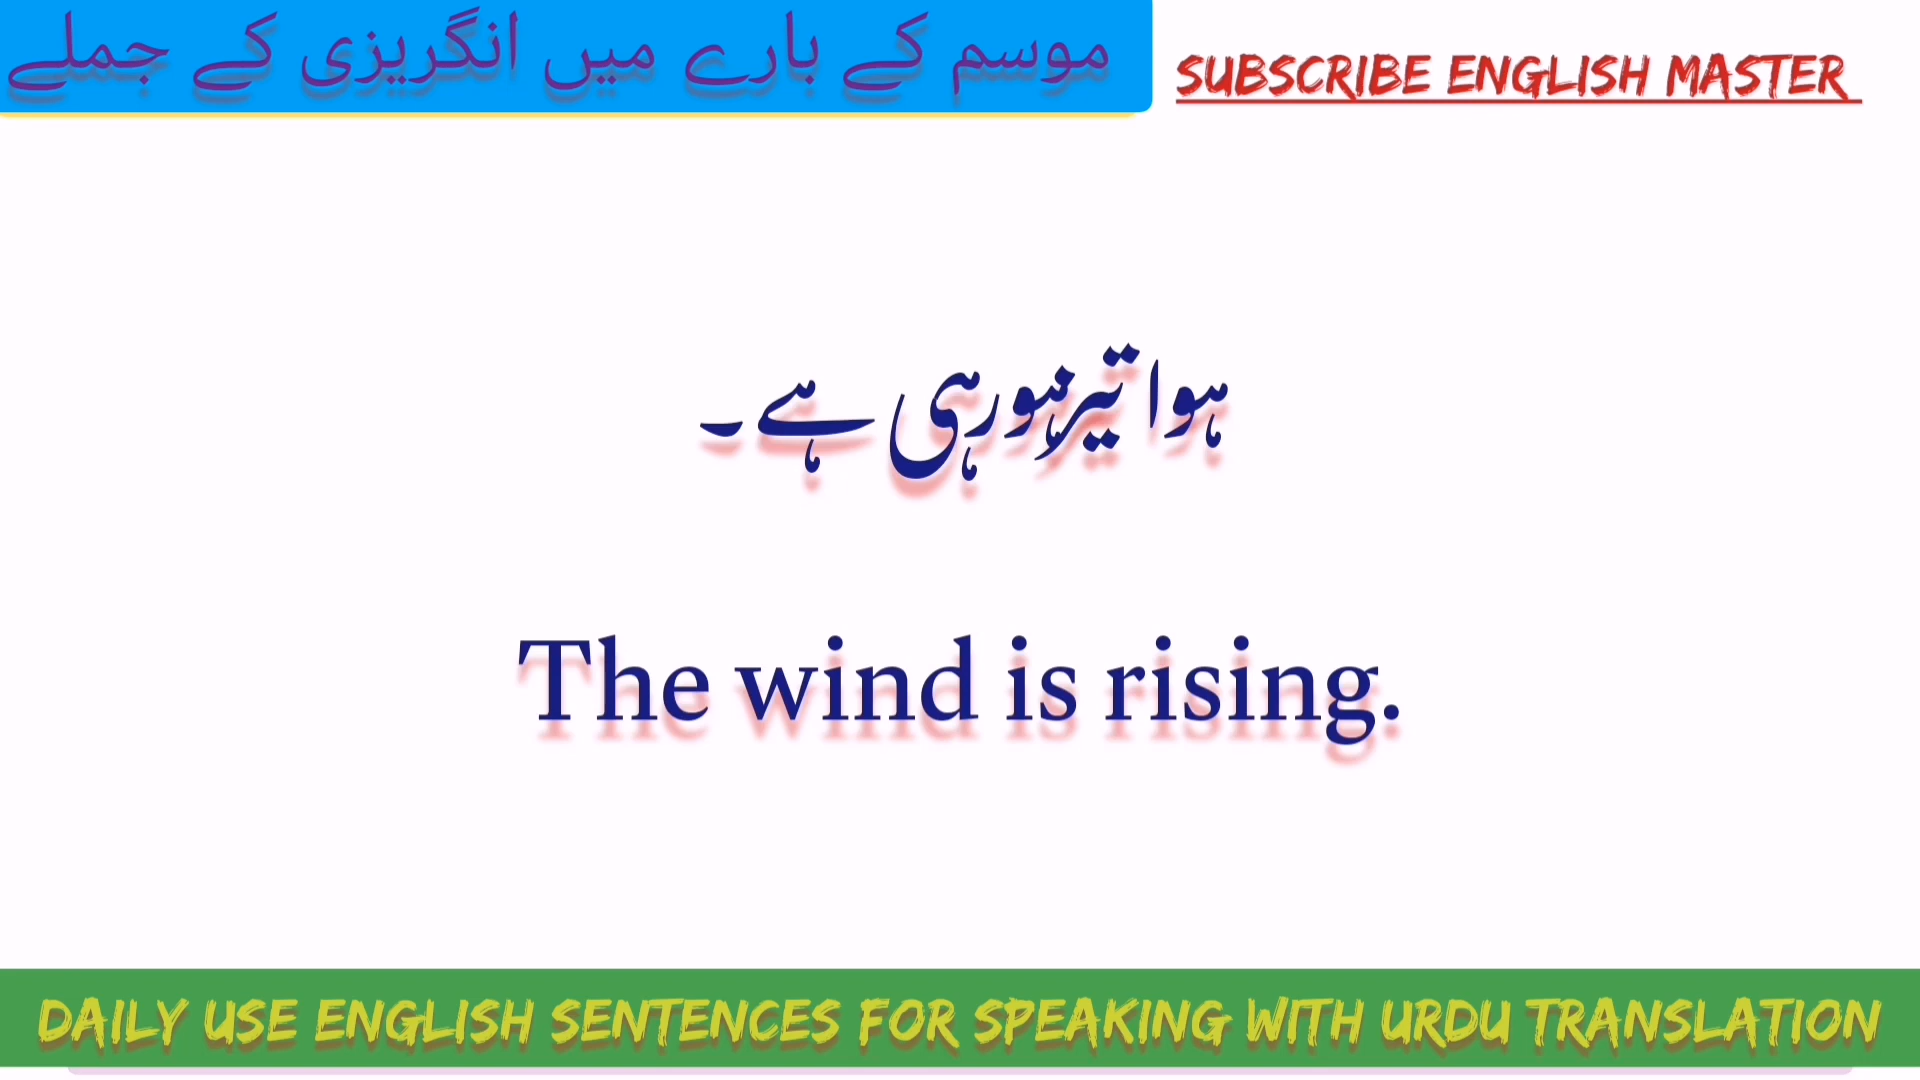 موسم کے بارے میں انگریزی کے جملے
SUBSCRIBE ENGLISH MASTER
ہوا تیز ہو رہی ہے۔
The wind is rising.
DAILY USE ENGLISH SENTENCES FOR SPEAKING WITH URDU TRANSLATION